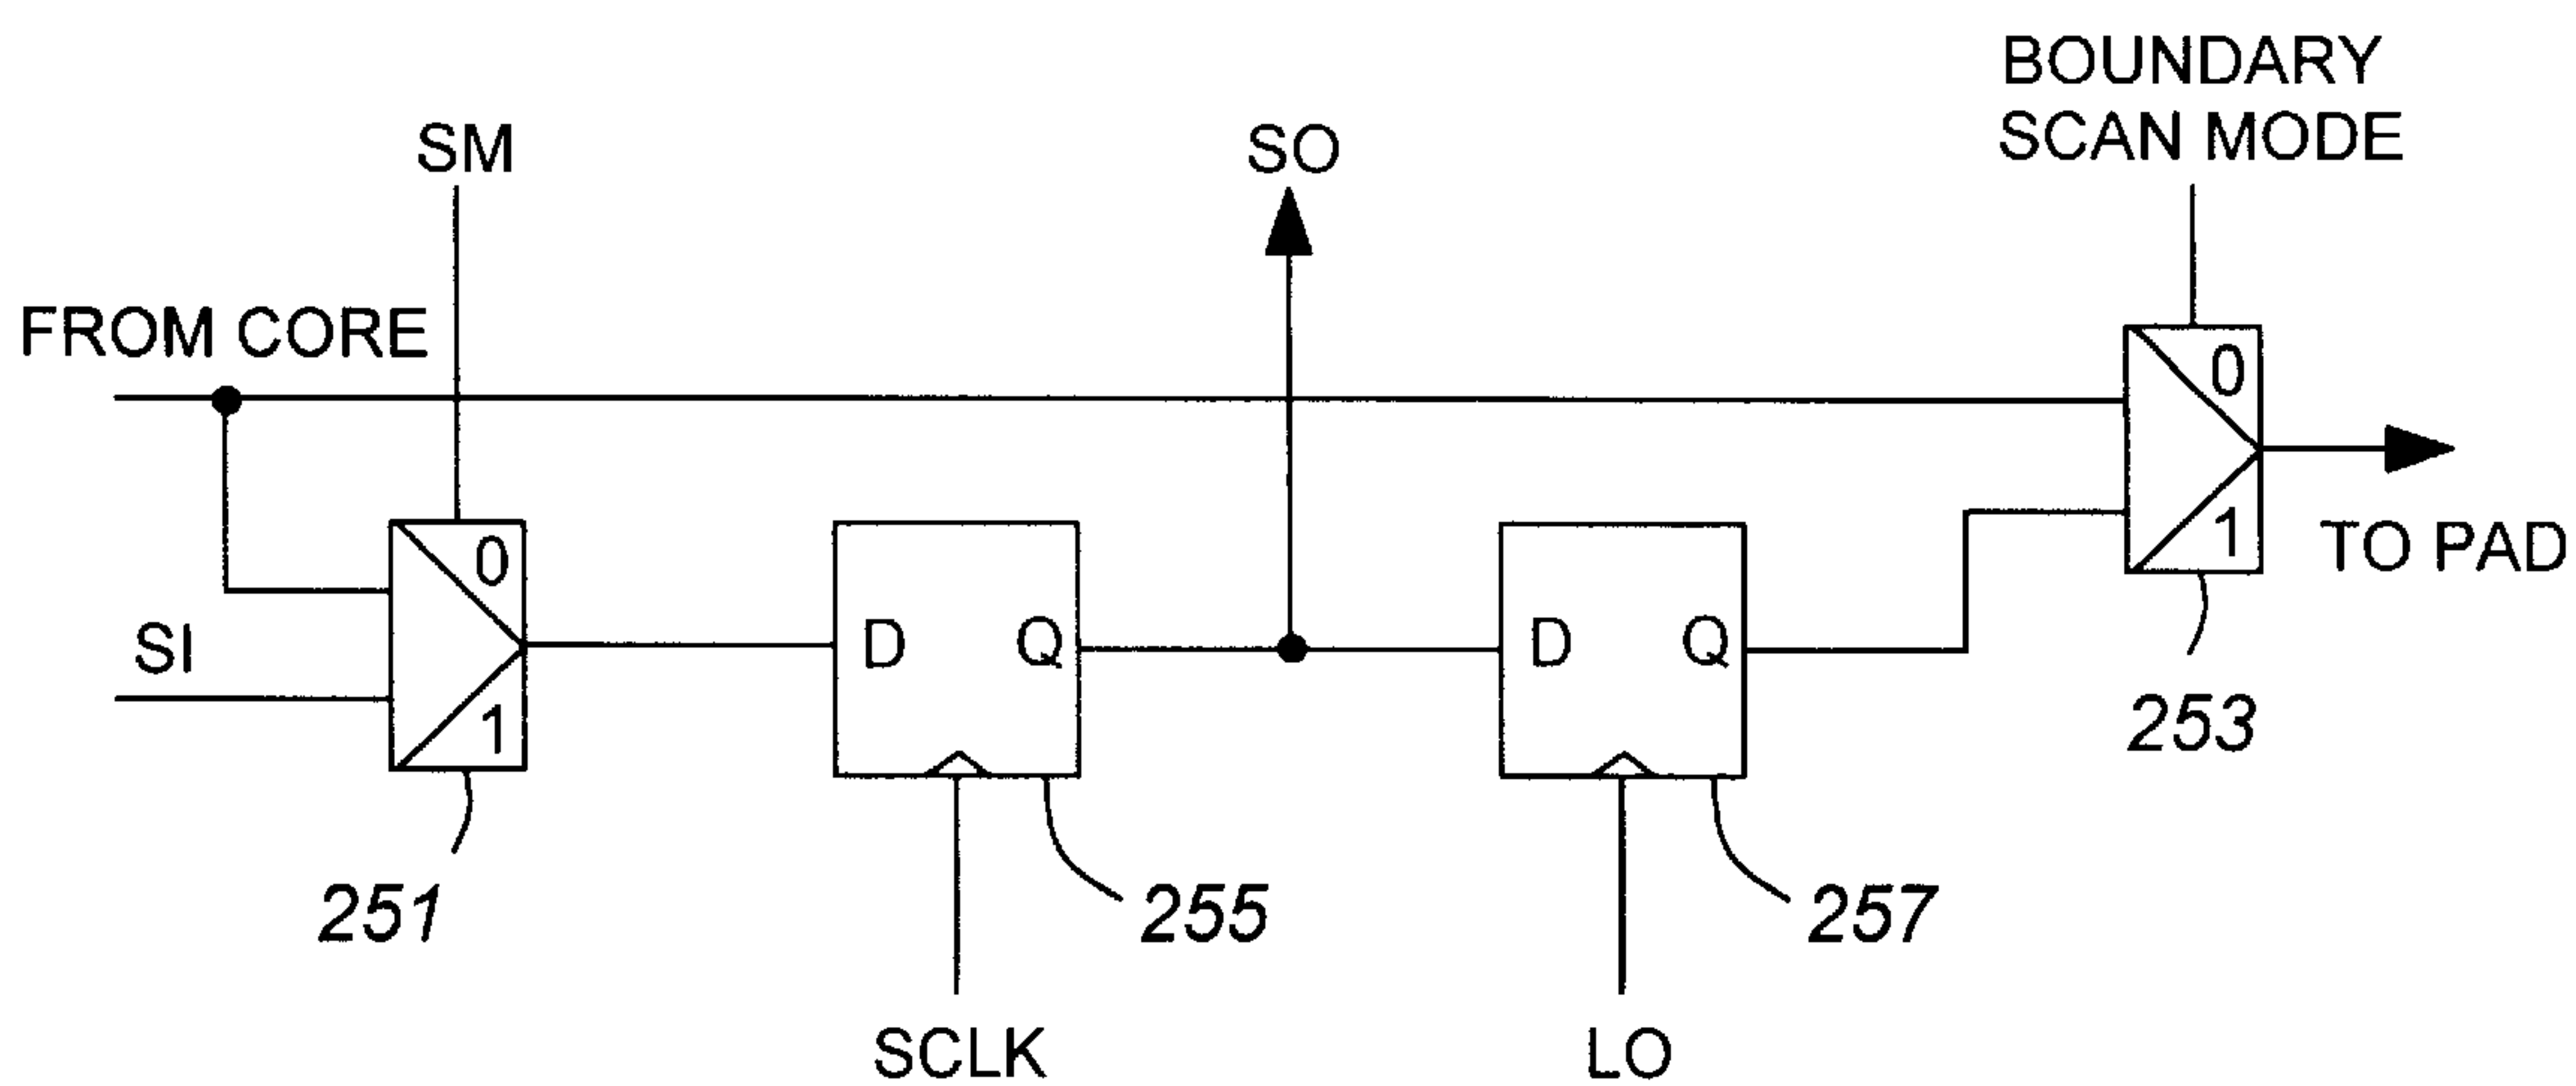 BOUNDARY
SCAN MODE
SM
SO
FROM CORE
0
0
1
TO PAD
SI
D
Q
D
Q
1
253
251
255
257
SCLK
LO